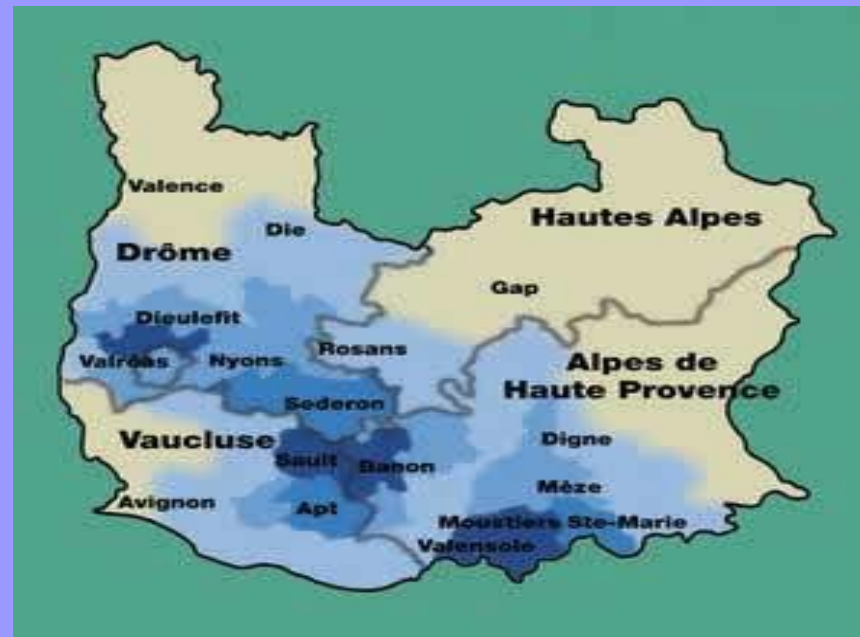 Valence
Die
Drôme
Hautes Alpes
Gap
Dieulefit
Valréas
Nyons
Rosans
Alpes de
Haute Provence
Sederon
Vaucluse
Sault
Banon
Digne
Avignon
Apt
Mèze
Moustiers Ste-Marie
Valensole